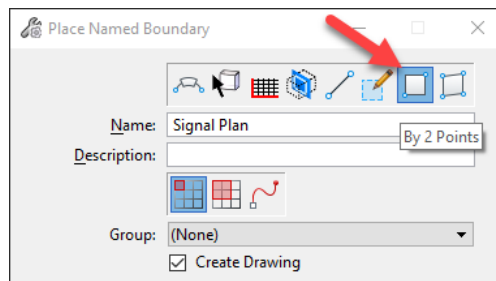 Place Named Boundary
Name: Signal Plan
By 2 Points
Description:
Group: (None)
Create Drawing